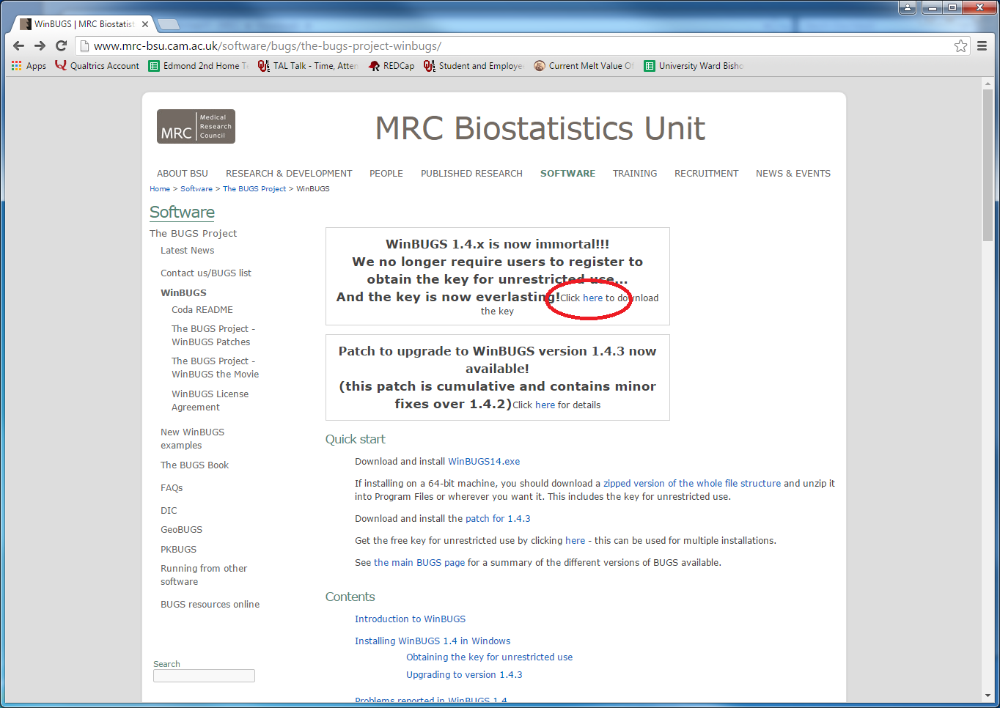 WinBUGS | MRC Biostatist
www.mrc-bsu.cam.ac.uk/software/bugs/the-bugs-project-winbugs/
Apps Qualtrics Account Edmond 2nd Home T TAL Talk - Time, Atten REDCap Student and Employe Current Melt Value Of University Ward Bisho
MRC Medical Research Council
MRC Biostatistics Unit
ABOUT BSU RESEARCH & DEVELOPMENT PEOPLE PUBLISHED RESEARCH SOFTWARE TRAINING RECRUITMENT NEWS & EVENTS
Home > Software > The BUGS Project > WinBUGS
Software
The BUGS Project
Latest News
Contact us/BUGS list
WinBUGS
Coda README
The BUGS Project -
WinBUGS Patches
The BUGS Project -
WinBUGS the Movie
WinBUGS License
Agreement
New WinBUGS
examples
The BUGS Book
FAQs
DIC
GeoBUGS
PKBUGS
Running from other
software
BUGS resources online
Search
WinBUGS 1.4.x is now immortal!!!
We no longer require users to register to
obtain the key for unrestricted use...
And the key is now everlasting!Click here to download
the key
Patch to upgrade to WinBUGS version 1.4.3 now
available!
(this patch is cumulative and contains minor
fixes over 1.4.2)Click here for details
Quick start
Download and install WinBUGS14.exe
If installing on a 64-bit machine, you should download a zipped version of the whole file structure and unzip it
into Program Files or wherever you want it. This includes the key for unrestricted use.
Download and install the patch for 1.4.3
Get the free key for unrestricted use by clicking here - this can be used for multiple installations.
See the main BUGS page for a summary of the different versions of BUGS available.
Contents
Introduction to WinBUGS
Installing WinBUGS 1.4 in Windows
Obtaining the key for unrestricted use
Upgrading to version 1.4.3
Problems reported in WinBUGS 1.4